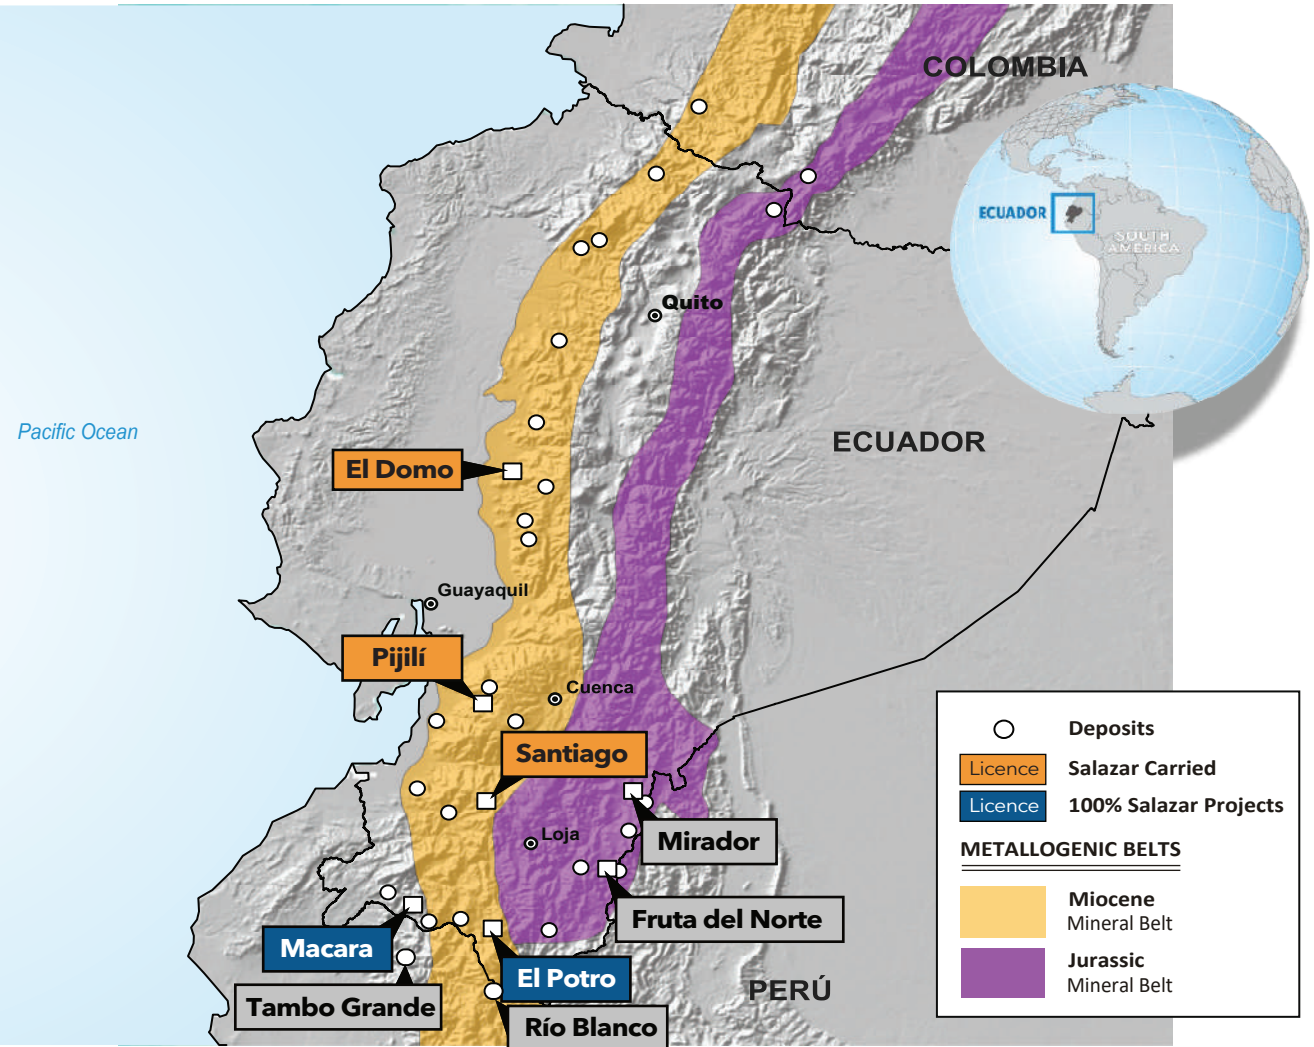 COLOMBIA
ECUADOR
SOUTH
AMERICA
Quito
Pacific Ocean
ECUADOR
El Domo
Guayaquil
Pijilí
Cuenca
Santiago
Loja
Mirador
Fruta del Norte
Macara
El Potro
Tambo Grande
Río Blanco
PERÚ
Deposits
Licence Salazar Carried
Licence 100% Salazar Projects
METALLOGENIC BELTS
Miocene
Mineral Belt
Jurassic
Mineral Belt